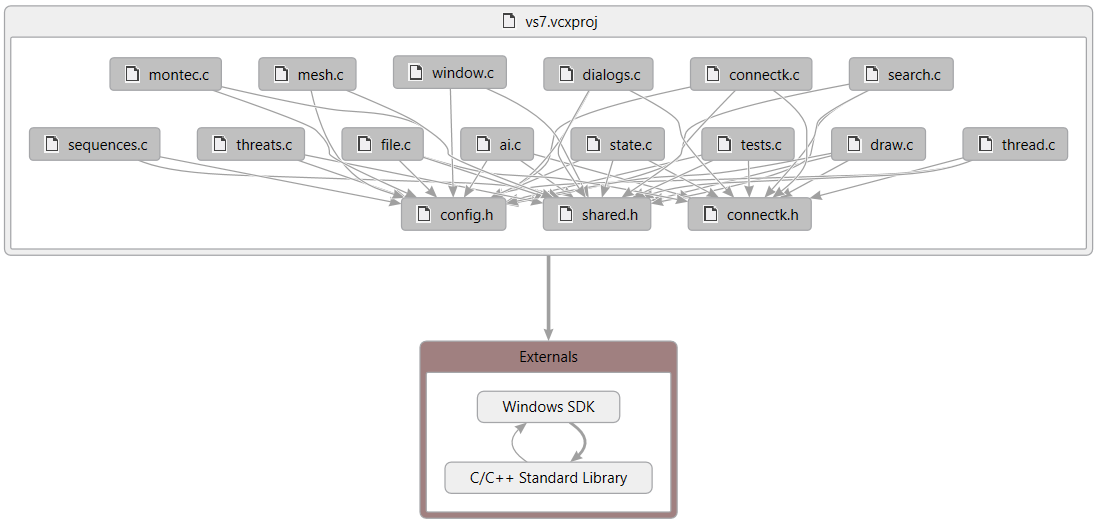 vs7.vcxproj
montec.c
mesh.c
window.c
dialogs.c
connectk.c
search.c
sequences.c
threats.c
file.c
ai.c
state.c
tests.c
draw.c
thread.c
config.h
shared.h
connectk.h
Externals
Windows SDK
C/C++ Standard Library